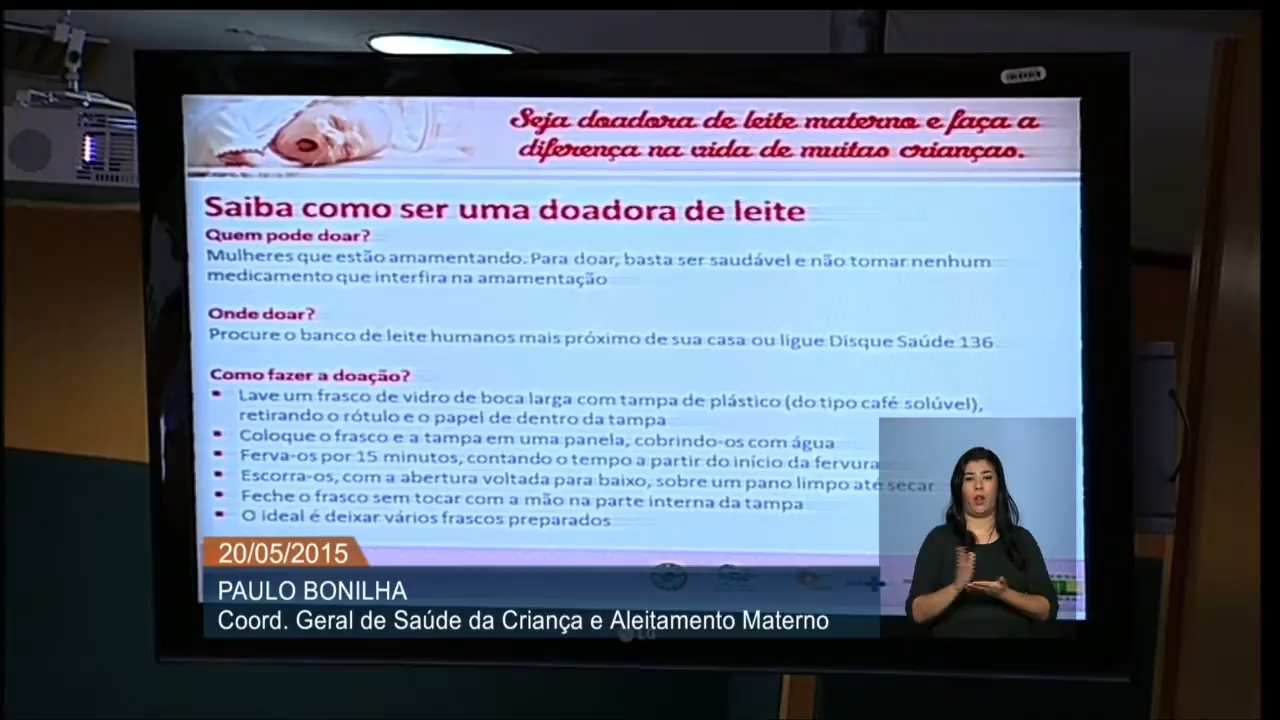 Seja doadora de leite materno e faça a
diferença na vida de muitas crianças.
Saiba como ser uma doadora de leite
Quem pode doar?
Mulheres que estão amamentando. Para doar, basta ser saudável e não tomar nenhum
medicamento que interfira na amamentação
Onde doar?
Procure o banco de leite humanos mais próximo de sua casa ou ligue Disque Saúde 136
Como fazer a doação?
Lave um frasco de vidro de boca larga com tampa de plástico (do tipo café solúvel),
retirando o rótulo e o papel de dentro da tampa
Coloque o frasco e a tampa em uma panela, cobrindo-os com água
Ferva-os por 15 minutos, contando o tempo a partir do início da fervura
Escorra-os, com a abertura voltada para baixo, sobre um pano limpo até secar
Feche o frasco sem tocar com a mão na parte interna da tampa
O ideal é deixar vários frascos preparados
20/05/2015
PAULO BONILHA
Coord. Geral de Saúde da Criança e Aleitamento Materno
LG